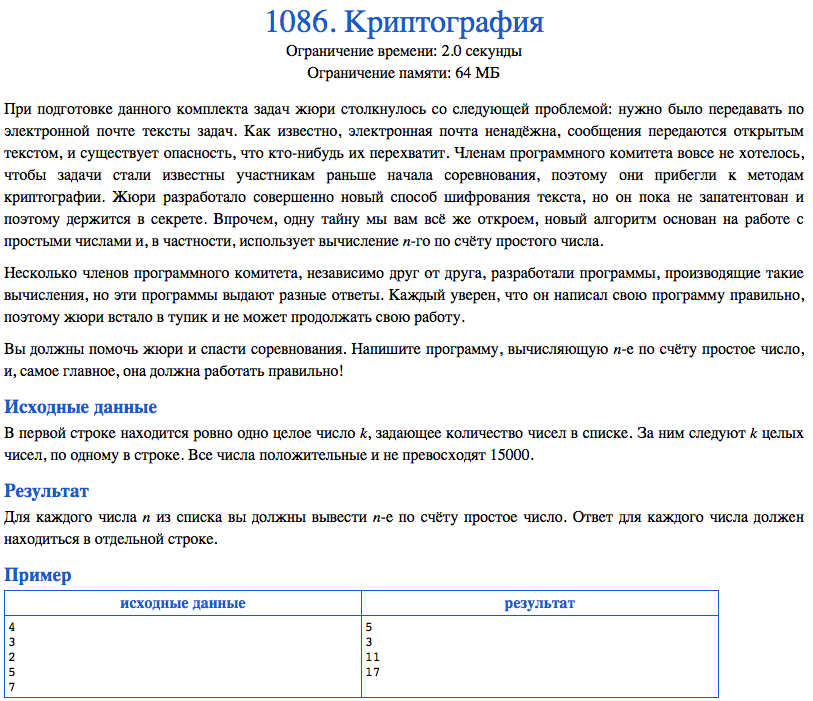 1086. Криптография
Ограничение времени: 2.0 секунды
Ограничение памяти: 64 МБ
При подготовке данного комплекта задач жюри столкнулось со следующей проблемой: нужно было передавать по
электронной почте тексты задач. Как известно, электронная почта ненадёжна, сообщения передаются открытым
текстом, и существует опасность, что кто-нибудь их перехватит. Членам программного комитета вовсе не хотелось,
чтобы задачи стали известны участникам раньше начала соревнования, поэтому они прибегли к методам
криптографии. Жюри разработало совершенно новый способ шифрования текста, но он пока не запатентован и
поэтому держится в секрете. Впрочем, одну тайну мы вам всё же откроем, новый алгоритм основан на работе с
простыми числами и, в частности, использует вычисление n-го по счёту простого числа.
Несколько членов программного комитета, независимо друг от друга, разработали программы, производящие такие
вычисления, но эти программы выдают разные ответы. Каждый уверен, что он написал свою программу правильно,
поэтому жюри встало в тупик и не может продолжать свою работу.
Вы должны помочь жюри и спасти соревнования. Напишите программу, вычисляющую n-е по счёту простое число,
и, самое главное, она должна работать правильно!
Исходные данные
В первой строке находится ровно одно целое число k, задающее количество чисел в списке. За ним следуют k целых
чисел, по одному в строке. Все числа положительные и не превосходят 15000.
Результат
Для каждого числа n из списка вы должны вывести n-е по счёту простое число. Ответ для каждого числа должен
находиться в отдельной строке.
Пример
исходные данные результат
4 5
3 3
2 11
5 17
7